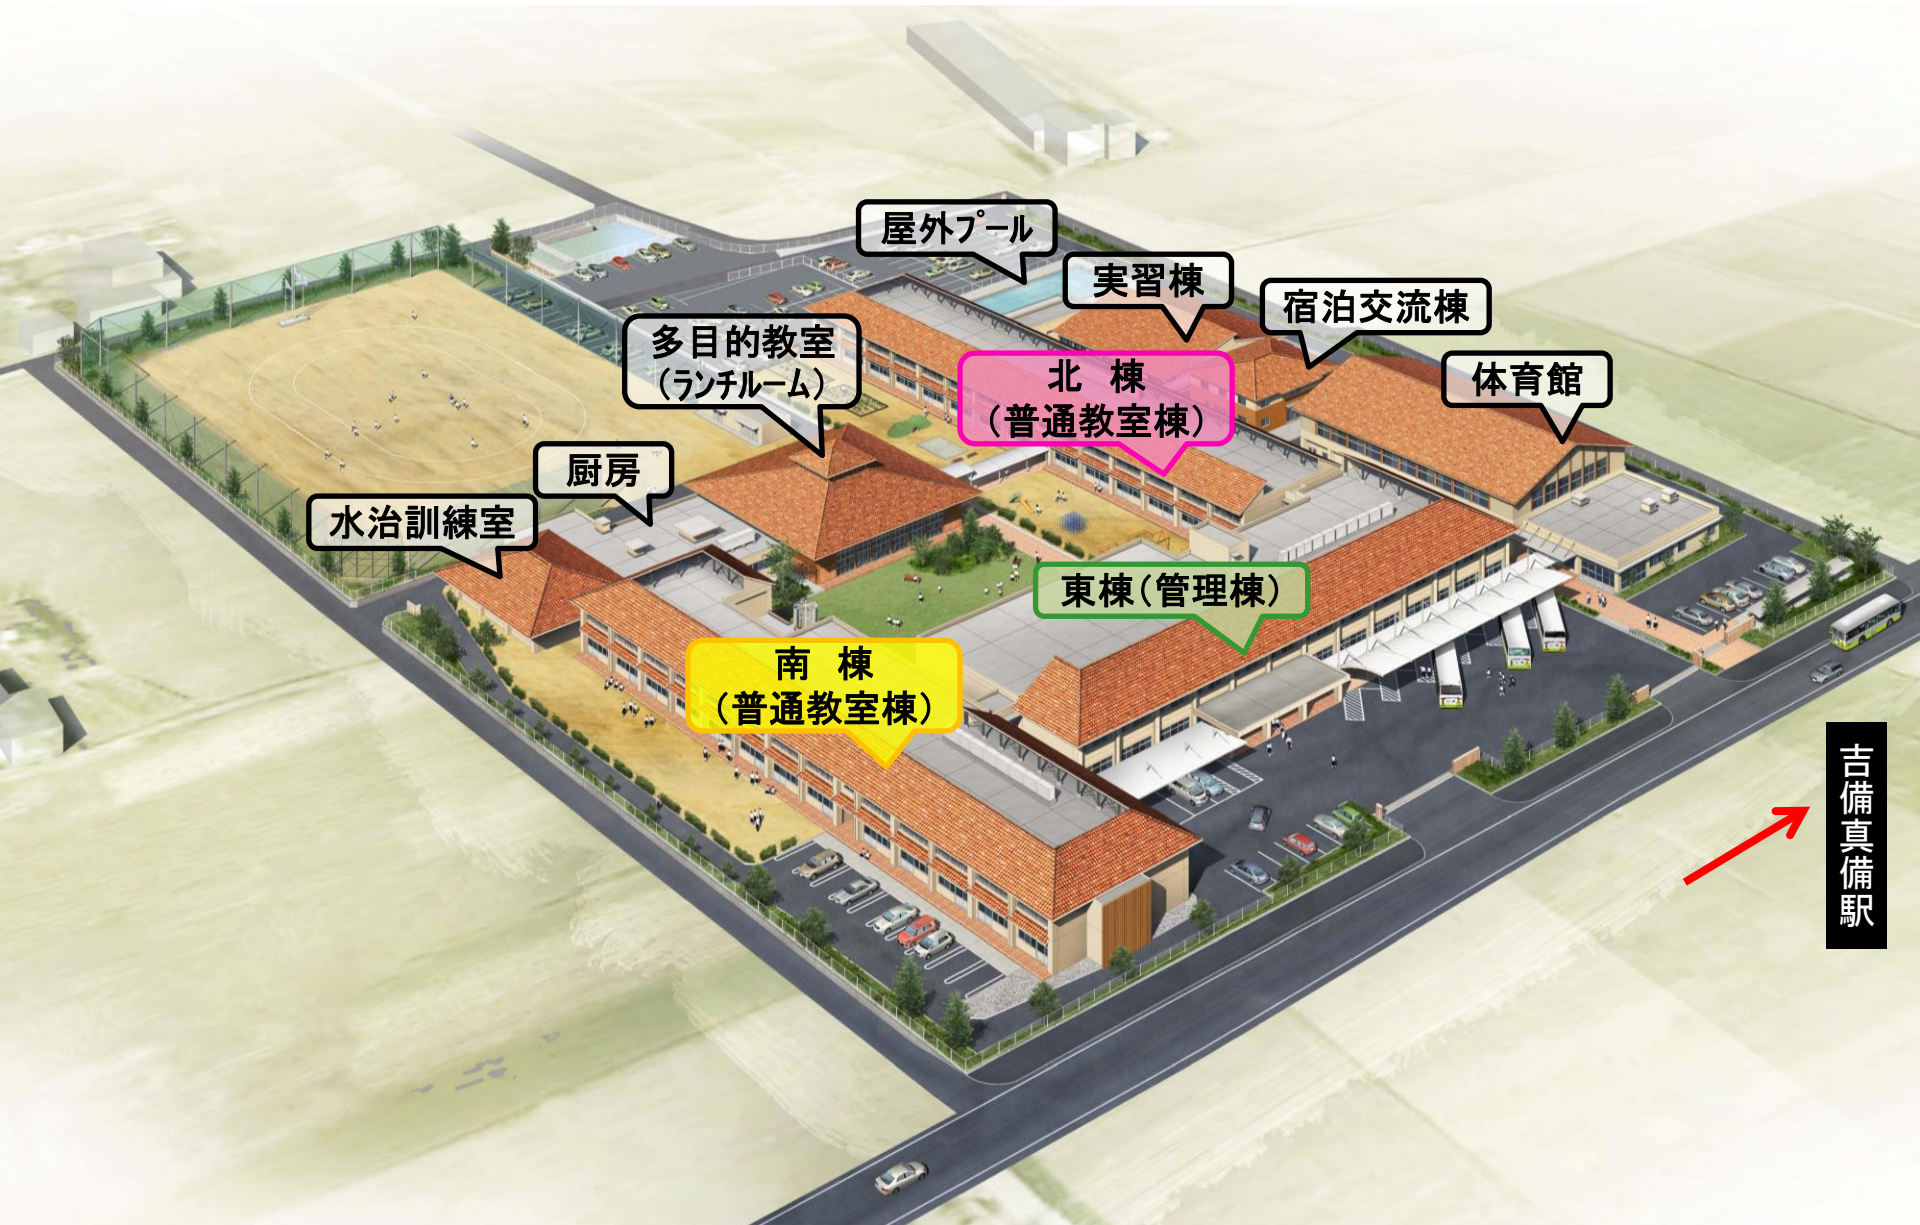 屋外プール
実習棟
宿泊交流棟
多目的教室
（ランチルーム）
北　棟
（普通教室棟）
体育館
厨房
水治訓練室
東棟（管理棟）
南　棟
（普通教室棟）
吉備真備駅